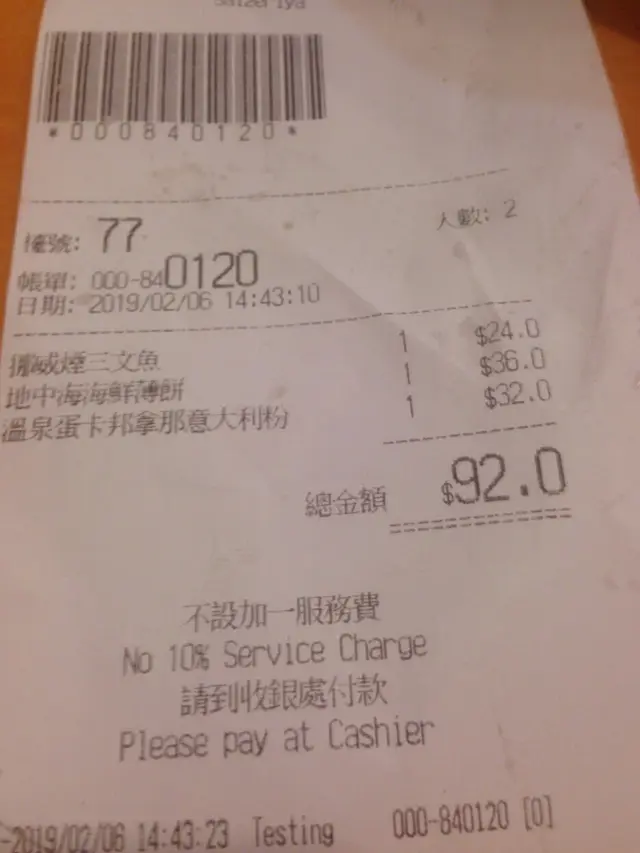 *000840120*
人數: 2
檯號: 77
帳單: 000-840120
日期: 2019/02/06 14:43:10
挪威煙三文魚 1 $24.0
地中海海鮮薄餅 1 $36.0
溫泉蛋卡邦拿那意大利粉 1 $32.0
總金額 $92.0
不設加一服務費
No 10% Service Charge
請到收銀處付款
Please pay at Cashier
-2019/02/06 14:43:23 Testing 000-840120 [0]